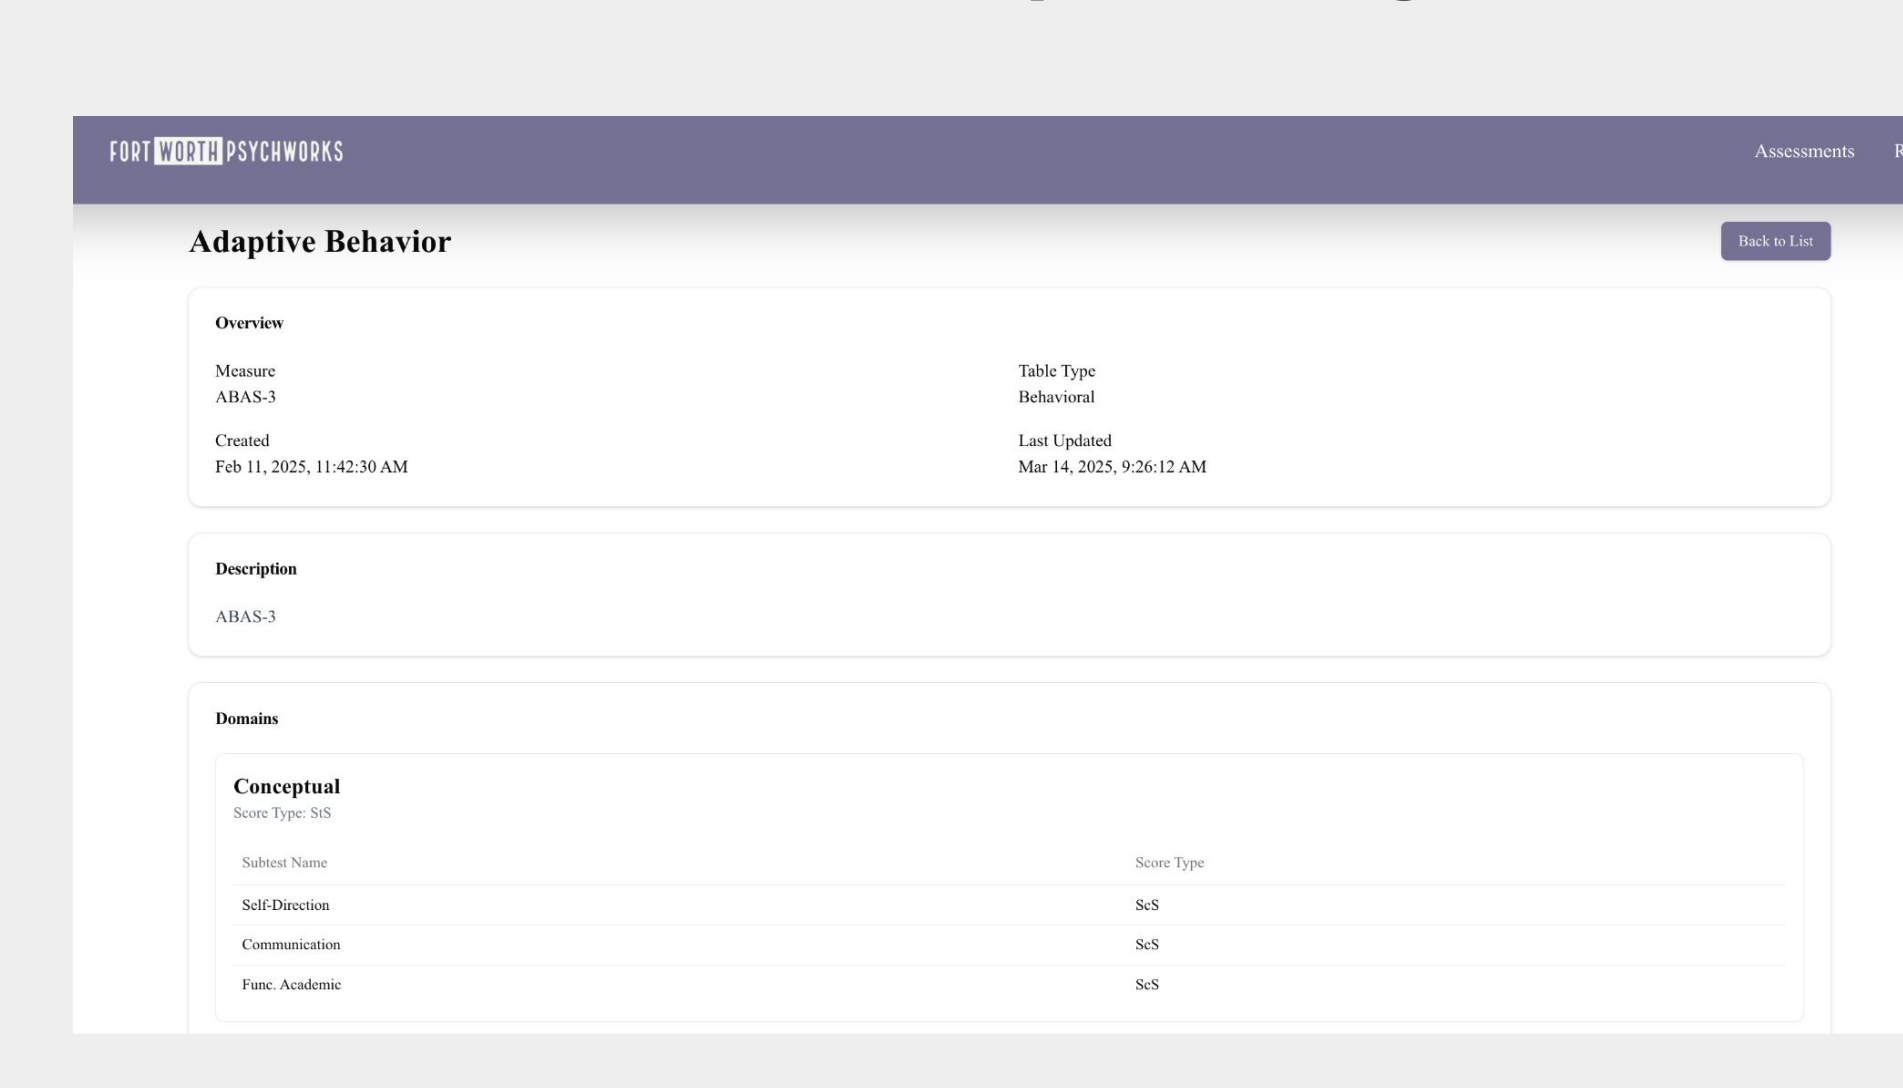 FORT WORTH PSYCHWORKS
Assessments
Adaptive Behavior
Back to List
Overview
Measure
ABAS-3
Table Type
Behavioral
Created
Feb 11, 2025, 11:42:30 AM
Last Updated
Mar 14, 2025, 9:26:12 AM
Description
ABAS-3
Domains
Conceptual
Score Type: StS
Subtest Name Score Type
Self-Direction ScS
Communication ScS
Func. Academic ScS